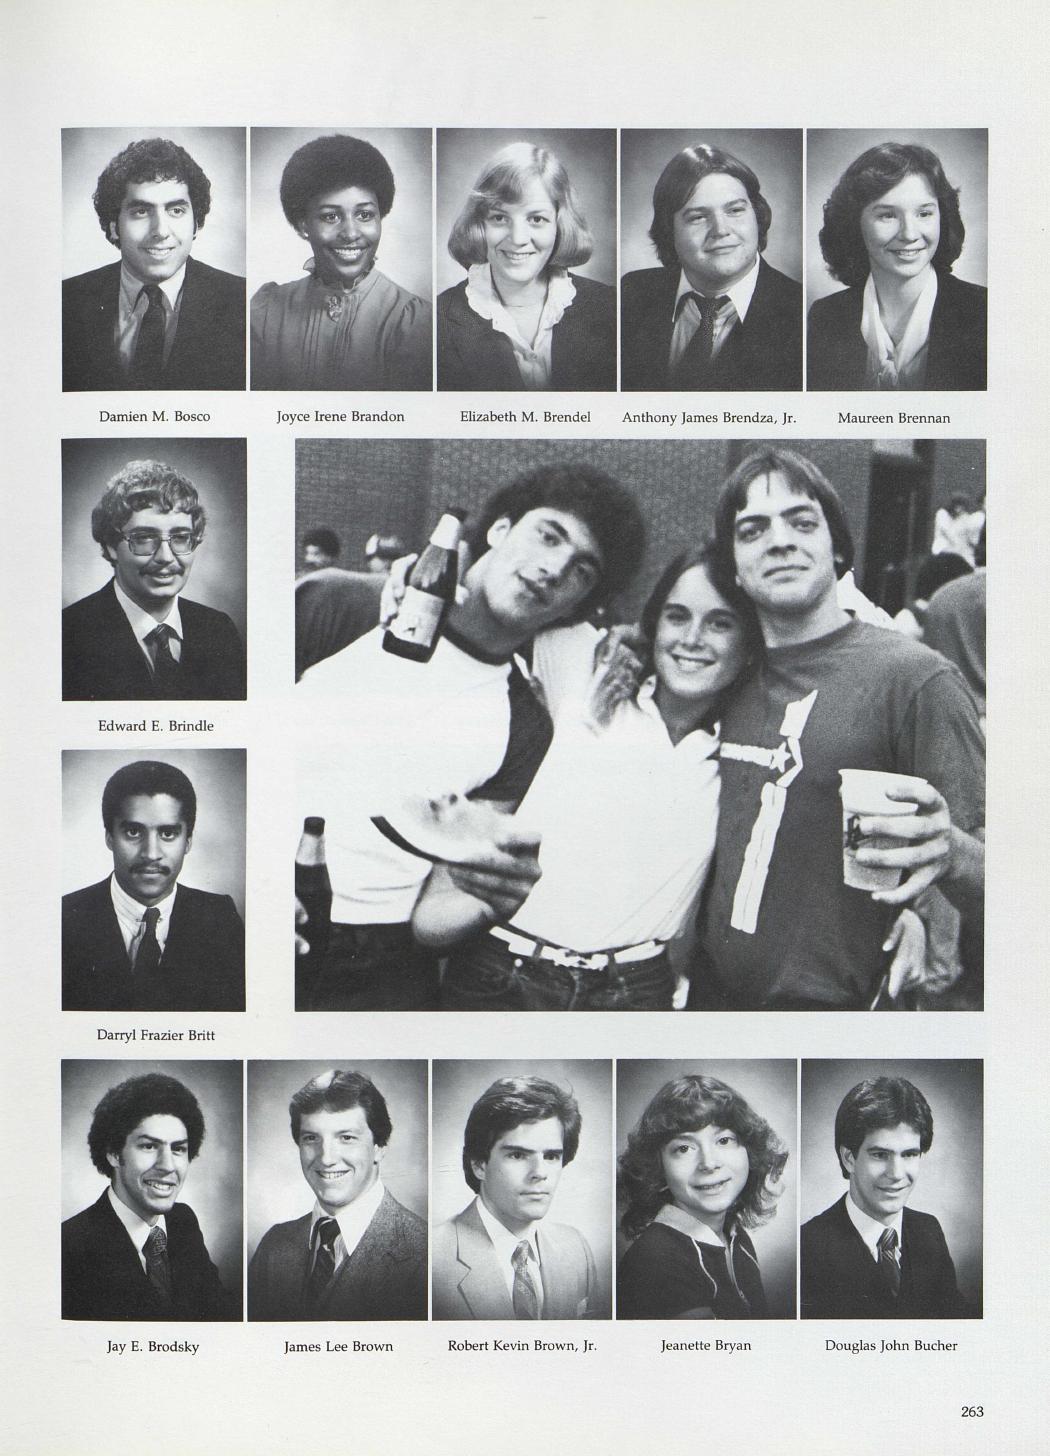 Damien M. Bosco
Joyce Irene Brandon
Elizabeth M. Brendel
Anthony James Brendza, Jr.
Maureen Brennan
Edward E. Brindle
Darryl Frazier Britt
Jay E. Brodsky
James Lee Brown
Robert Kevin Brown, Jr.
Jeanette Bryan
Douglas John Bucher
263